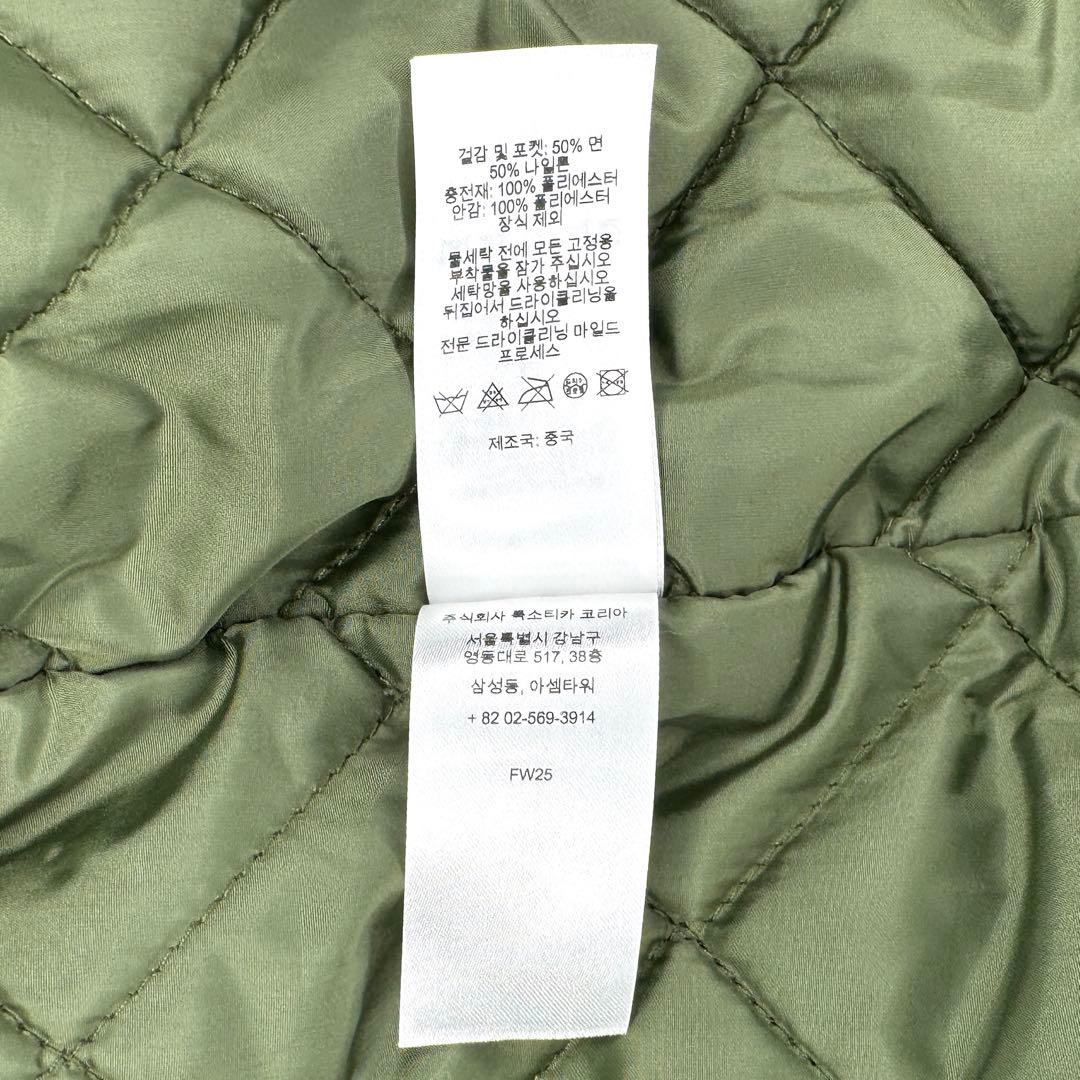 겉감 및 포켓: 50% 면
50% 나일론
충전재: 100% 폴리에스터
안감: 100% 폴리에스터
장식 제외
물세탁 전에 모든 고정용
부착물을 잠가 주십시오
세탁망을 사용하십시오
뒤집어서 드라이클리닝을
하십시오
전문 드라이클리닝 마일드
프로세스
제조국: 중국
주식회사 룩소티카 코리아
서울특별시 강남구
영동대로 517, 38층
삼성동, 아셈타워
+ 82 02-569-3914
FW25